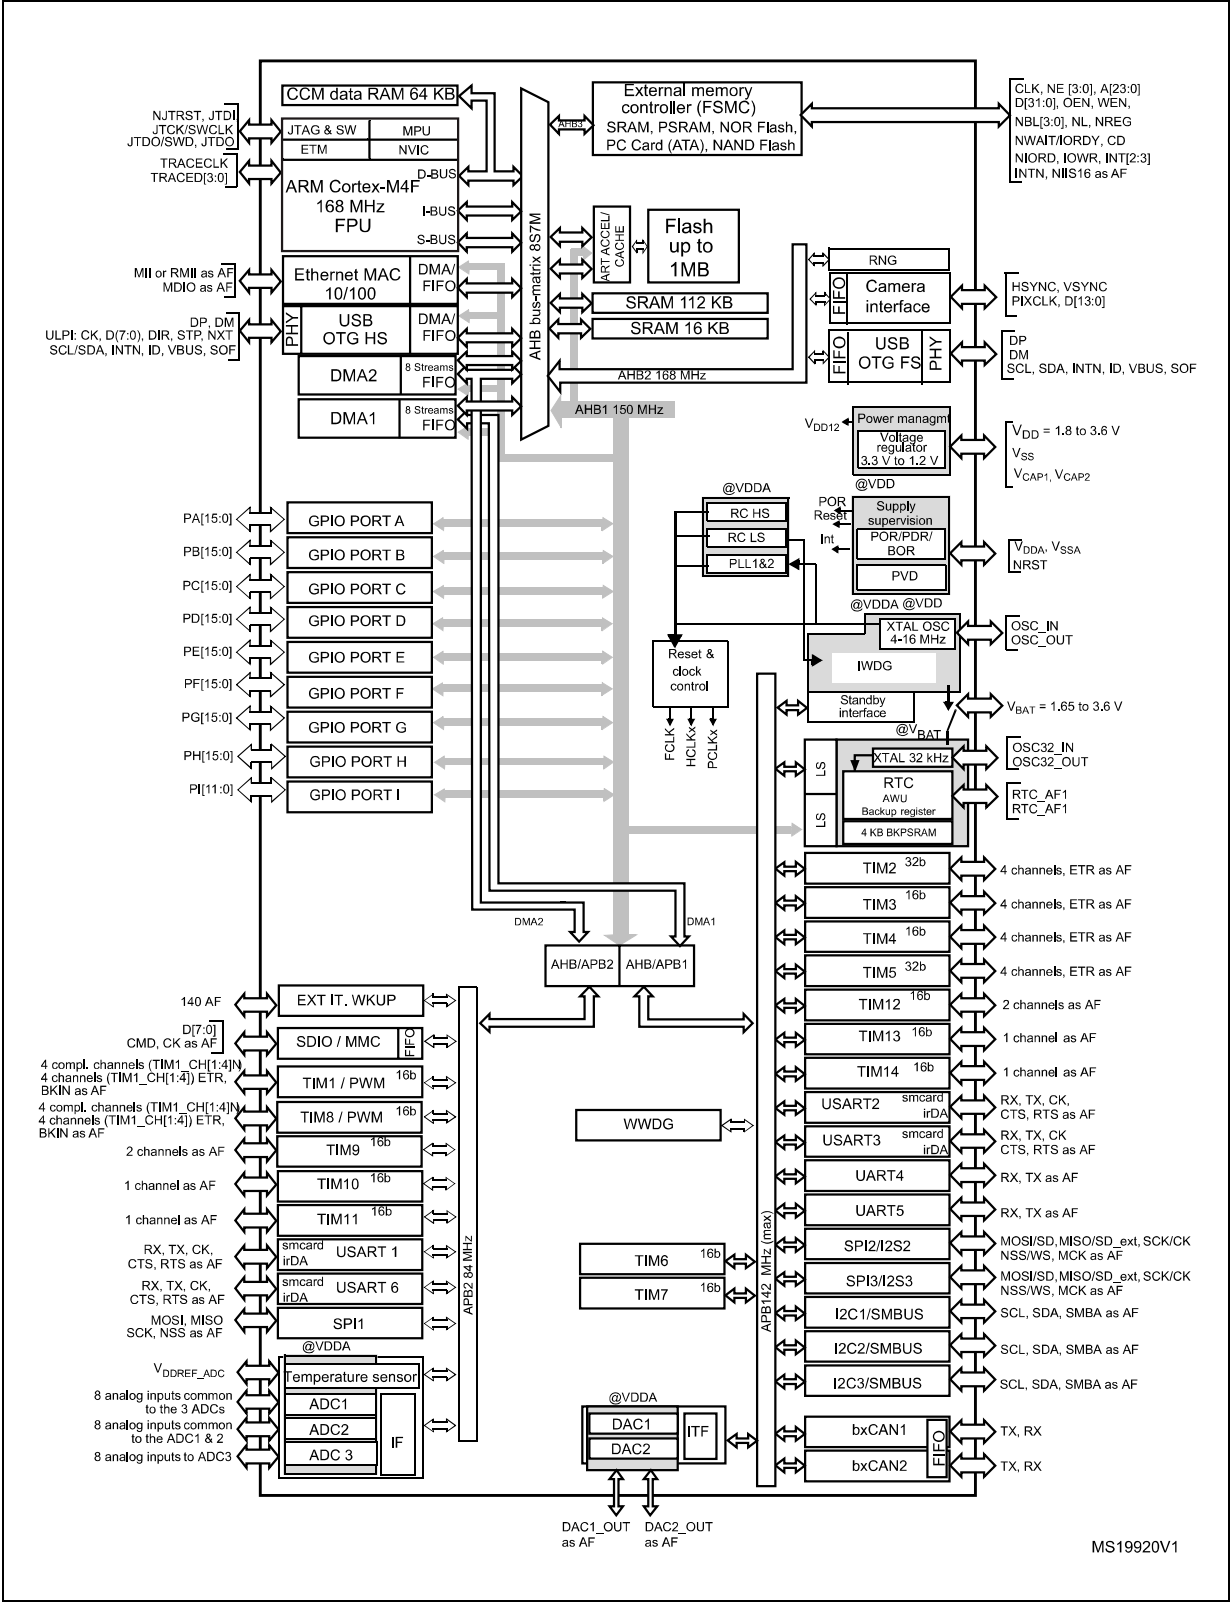 CCM data RAM 64 KB
NJTRST, JTDI
JTCK/SWCLK
JTDO/SWD, JTDO
JTAG & SW
MPU
ETM
NVIC
TRACECLK
TRACED[3:0]
ARM Cortex-M4F
168 MHz
FPU
D-BUS
I-BUS
S-BUS
MII or RMII as AF
MDIO as AF
Ethernet MAC
10/100
DMA/
FIFO
DP, DM
ULPI: CK, D(7:0), DIR, STP, NXT
SCL/SDA, INTN, ID, VBUS, SOF
PHY
USB
OTG HS
DMA/
FIFO
DMA2
8 Streams
FIFO
DMA1
8 Streams
FIFO
AHB bus-matrix 8S7M
AHB3
External memory
controller (FSMC)
SRAM, PSRAM, NOR Flash,
PC Card (ATA), NAND Flash
CLK, NE [3:0], A[23:0]
D[31:0], OEN, WEN,
NBL[3:0], NL, NREG
NWAIT/IORDY, CD
NIORD, IOWR, INT[2:3]
INTN, NIIS16 as AF
ART ACCEL/
CACHE
Flash
up to
1MB
SRAM 112 KB
SRAM 16 KB
AHB2 168 MHz
AHB1 150 MHz
RNG
FIFO
Camera
interface
HSYNC, VSYNC
PIXCLK, D[13:0]
FIFO
USB
OTG FS
PHY
DP
DM
SCL, SDA, INTN, ID, VBUS, SOF
VDD12
Power managmt
Voltage
regulator
3.3 V to 1.2 V
VDD = 1.8 to 3.6 V
VSS
VCAP1, VCAP2
@VDD
@VDDA
RC HS
RC LS
PLL1&2
POR
Reset
Int
Supply
supervision
POR/PDR/
BOR
PVD
VDDA, VSSA
NRST
@VDDA @VDD
XTAL OSC
4-16 MHz
OSC_IN
OSC_OUT
IWDG
Reset &
clock
control
FCLK
HCLKx
PCLKx
Standby
interface
VBAT = 1.65 to 3.6 V
@VBAT
LS
LS
XTAL 32 kHz
OSC32_IN
OSC32_OUT
RTC
AWU
Backup register
4 KB BKPSRAM
RTC_AF1
RTC_AF1
PA[15:0]
GPIO PORT A
PB[15:0]
GPIO PORT B
PC[15:0]
GPIO PORT C
PD[15:0]
GPIO PORT D
PE[15:0]
GPIO PORT E
PF[15:0]
GPIO PORT F
PG[15:0]
GPIO PORT G
PH[15:0]
GPIO PORT H
PI[11:0]
GPIO PORT I
DMA2
DMA1
AHB/APB2
AHB/APB1
140 AF
EXT IT. WKUP
D[7:0]
CMD, CK as AF
SDIO / MMC
FIFO
4 compl. channels (TIM1_CH[1:4]N
4 channels (TIM1_CH[1:4]) ETR,
BKIN as AF
TIM1 / PWM 16b
4 compl. channels (TIM1_CH[1:4]N
4 channels (TIM1_CH[1:4]) ETR,
BKIN as AF
TIM8 / PWM 16b
2 channels as AF
TIM9 16b
1 channel as AF
TIM10 16b
1 channel as AF
TIM11 16b
RX, TX, CK,
CTS, RTS as AF
smcard
irDA
USART 1
RX, TX, CK,
CTS, RTS as AF
smcard
irDA
USART 6
MOSI, MISO
SCK, NSS as AF
SPI1
@VDDA
VDDREF_ADC
Temperature sensor
8 analog inputs common
to the 3 ADCs
8 analog inputs common
to the ADC1 & 2
8 analog inputs to ADC3
ADC1
ADC2
ADC 3
IF
APB2 84 MHz
WWDG
TIM6 16b
TIM7 16b
@VDDA
DAC1
DAC2
ITF
DAC1_OUT
as AF
DAC2_OUT
as AF
APB142 MHz (max)
TIM2 32b
4 channels, ETR as AF
TIM3 16b
4 channels, ETR as AF
TIM4 16b
4 channels, ETR as AF
TIM5 32b
4 channels, ETR as AF
TIM12 16b
2 channels as AF
TIM13 16b
1 channel as AF
TIM14 16b
1 channel as AF
USART2
smcard
irDA
RX, TX, CK,
CTS, RTS as AF
USART3
smcard
irDA
RX, TX, CK
CTS, RTS as AF
UART4
RX, TX as AF
UART5
RX, TX as AF
SPI2/I2S2
MOSI/SD, MISO/SD_ext, SCK/CK
NSS/WS, MCK as AF
SPI3/I2S3
MOSI/SD, MISO/SD_ext, SCK/CK
NSS/WS, MCK as AF
I2C1/SMBUS
SCL, SDA, SMBA as AF
I2C2/SMBUS
SCL, SDA, SMBA as AF
I2C3/SMBUS
SCL, SDA, SMBA as AF
bxCAN1
TX, RX
FIFO
bxCAN2
TX, RX
MS19920V1